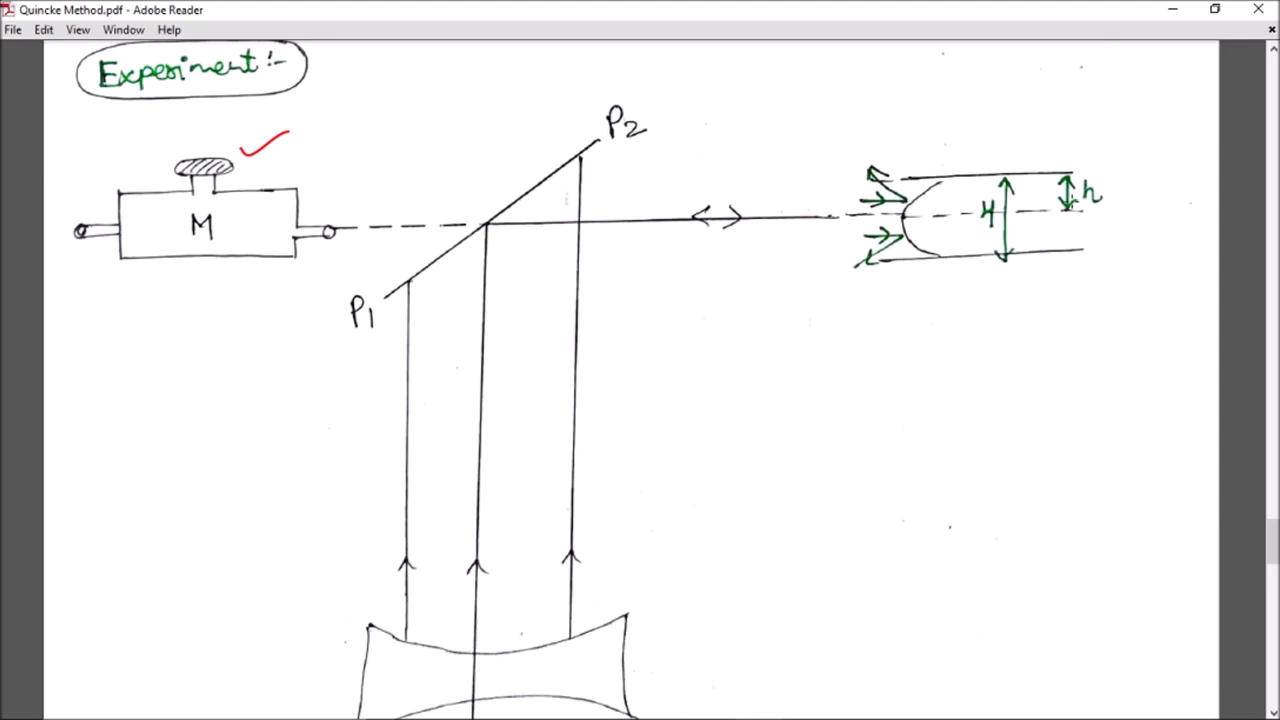 Quincke Method.pdf - Adobe Reader
File Edit View Window Help
Experiment :-
P2
M
H
h
P1